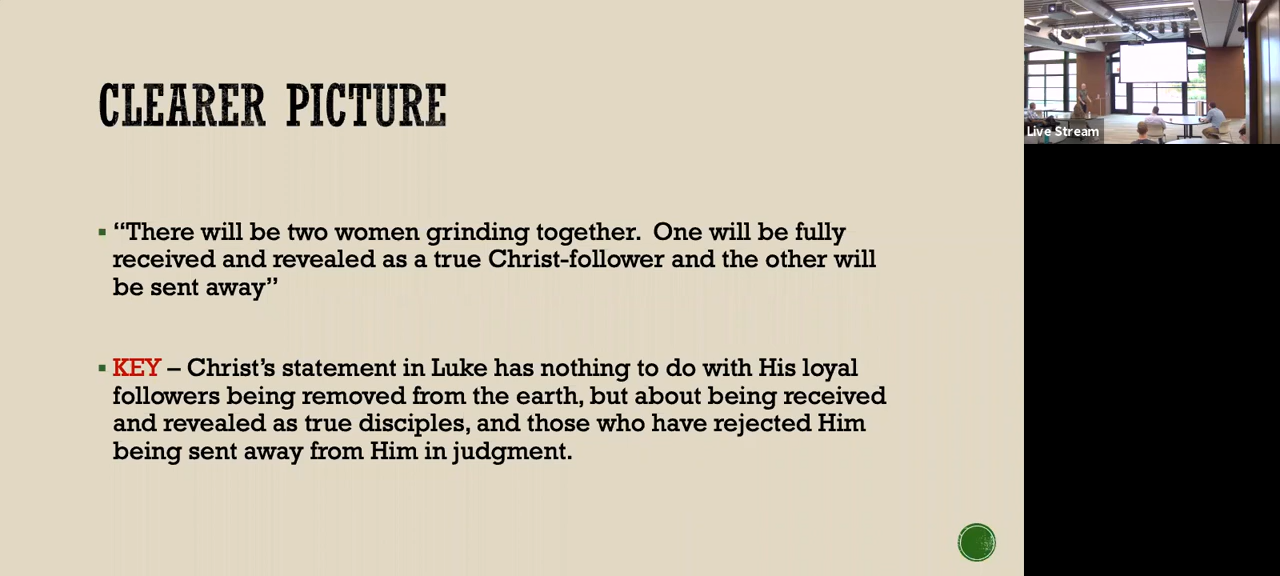 CLEARER PICTURE
“There will be two women grinding together.  One will be fully
received and revealed as a true Christ-follower and the other will
be sent away”
KEY – Christ’s statement in Luke has nothing to do with His loyal
followers being removed from the earth, but about being received
and revealed as true disciples, and those who have rejected Him
being sent away from Him in judgment.
Live Stream